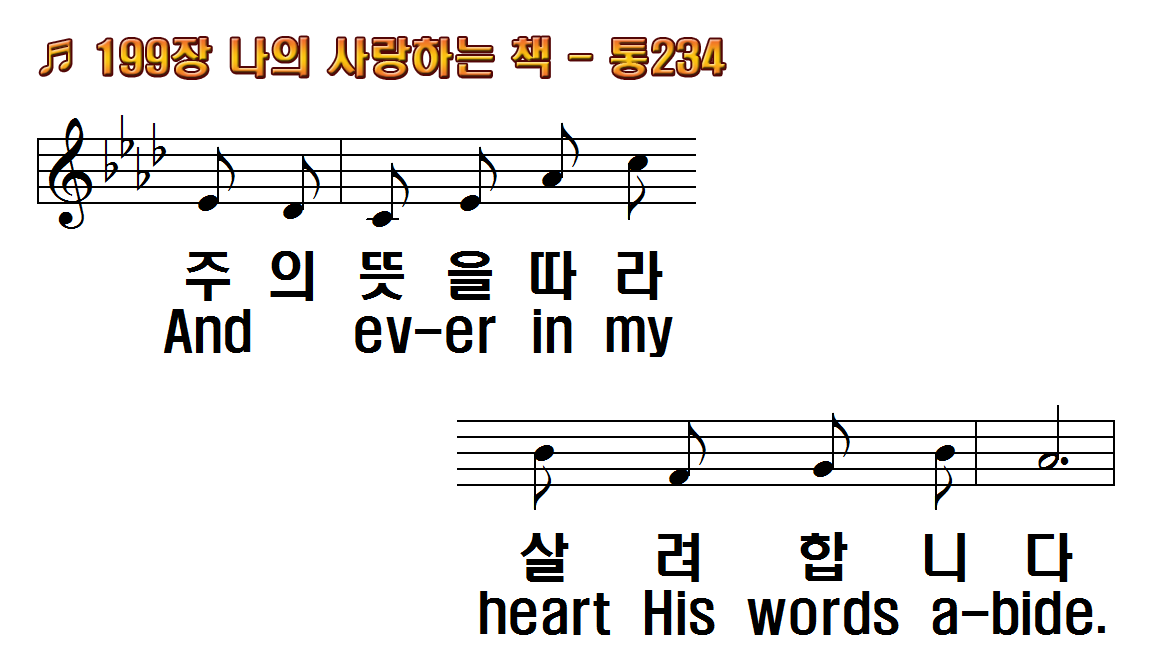 ♬ 199장 나의 사랑하는 책 - 통234
주 의 뜻 을 따 라
And ev-er in my
살 려 합 니 다
heart His words a-bide.